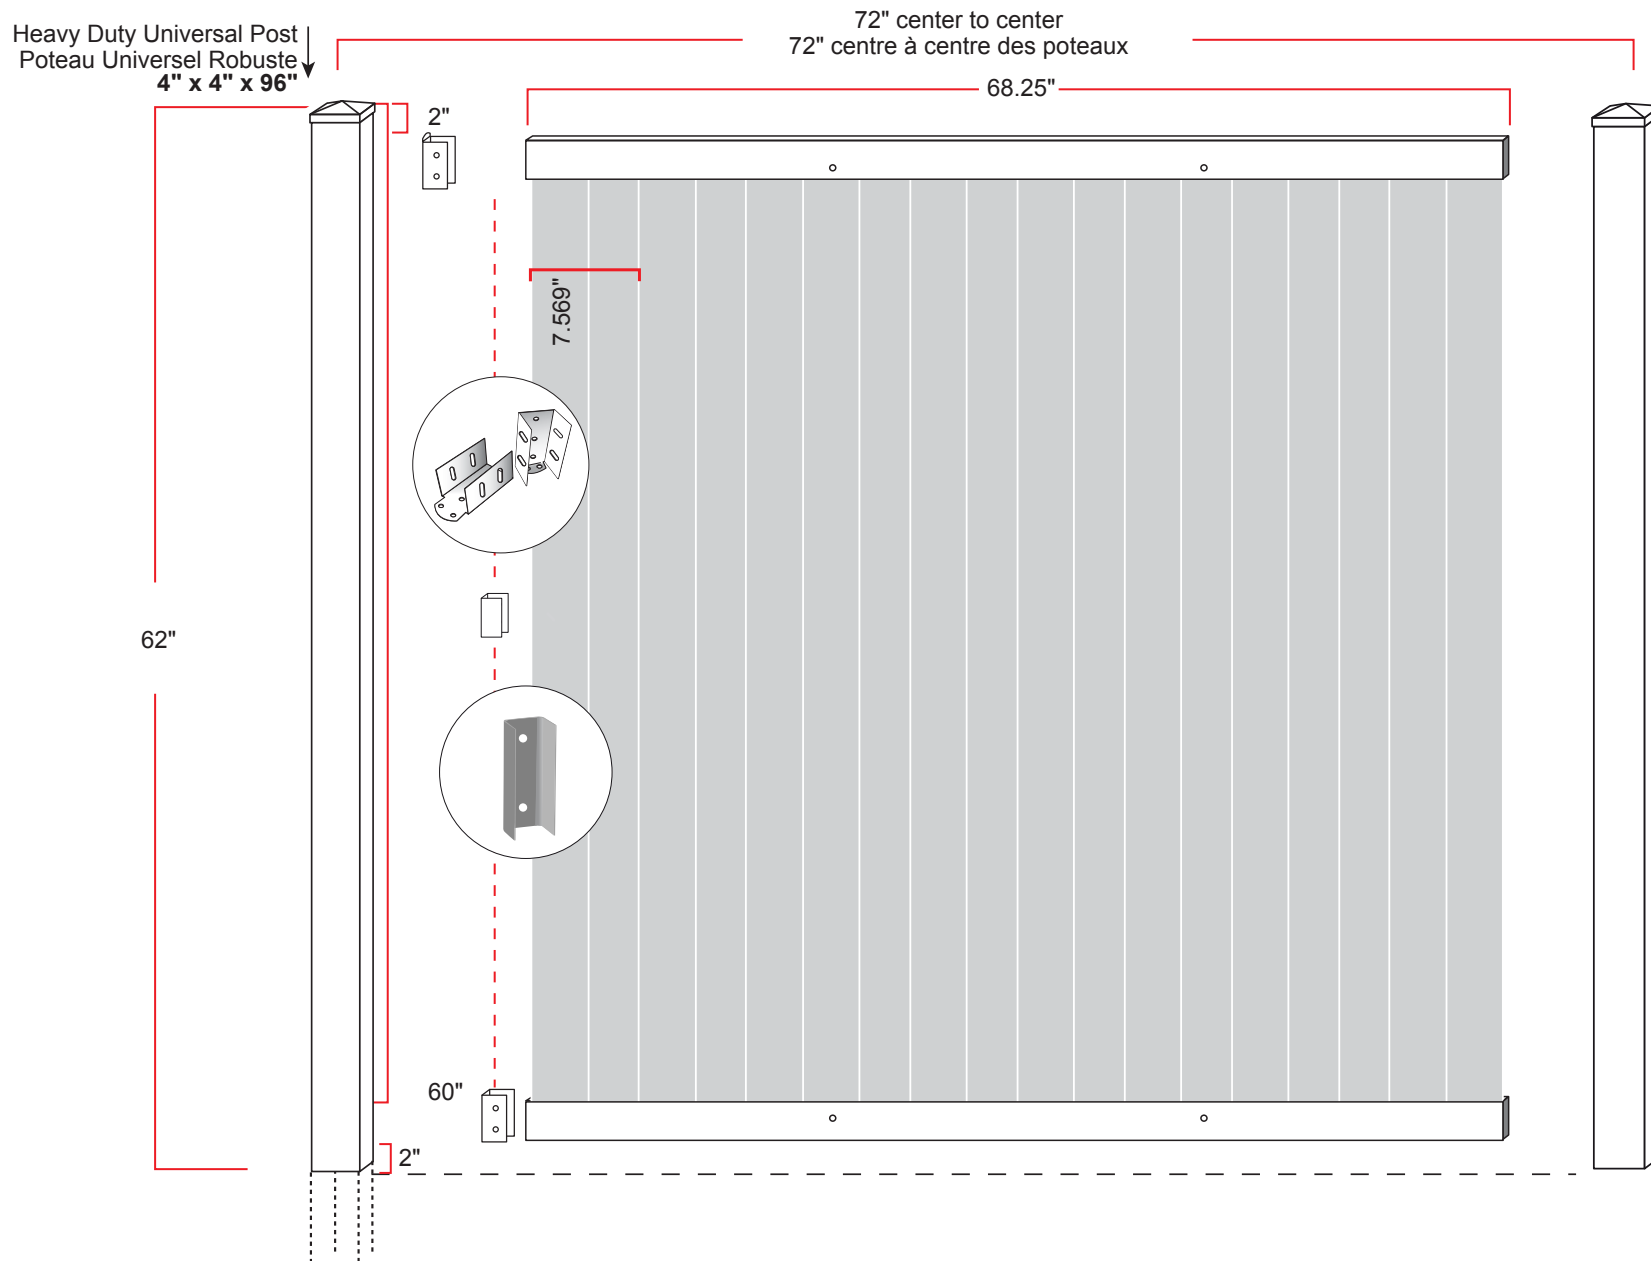 Heavy Duty Universal Post
Poteau Universel Robuste
4" x 4" x 96"
72" center to center
72" centre à centre des poteaux
68.25"
2"
7.569"
62"
60"
2"